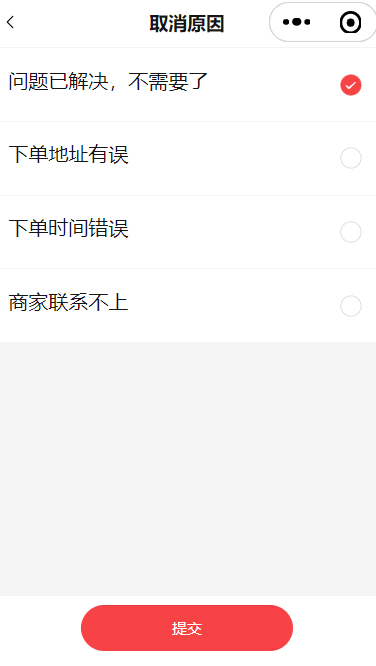 取消原因
问题已解决，不需要了
下单地址有误
下单时间错误
商家联系不上
提交